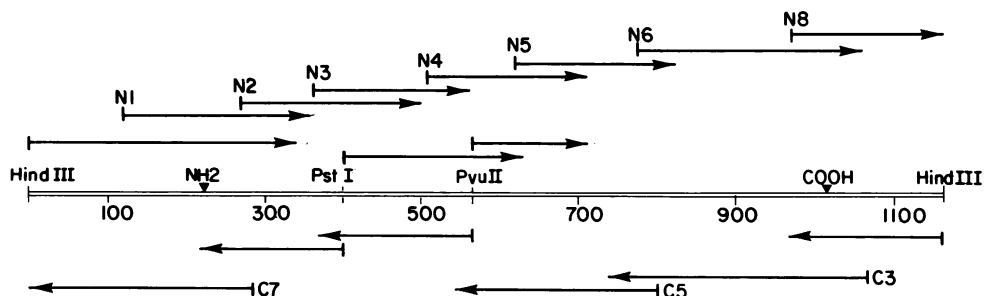 N8
N6
N5
N4
N3
N2
N1
Hind III NH2 Pst I Pvu II COOH Hind III
100 300 500 700 900 1100
C3
C7 C5